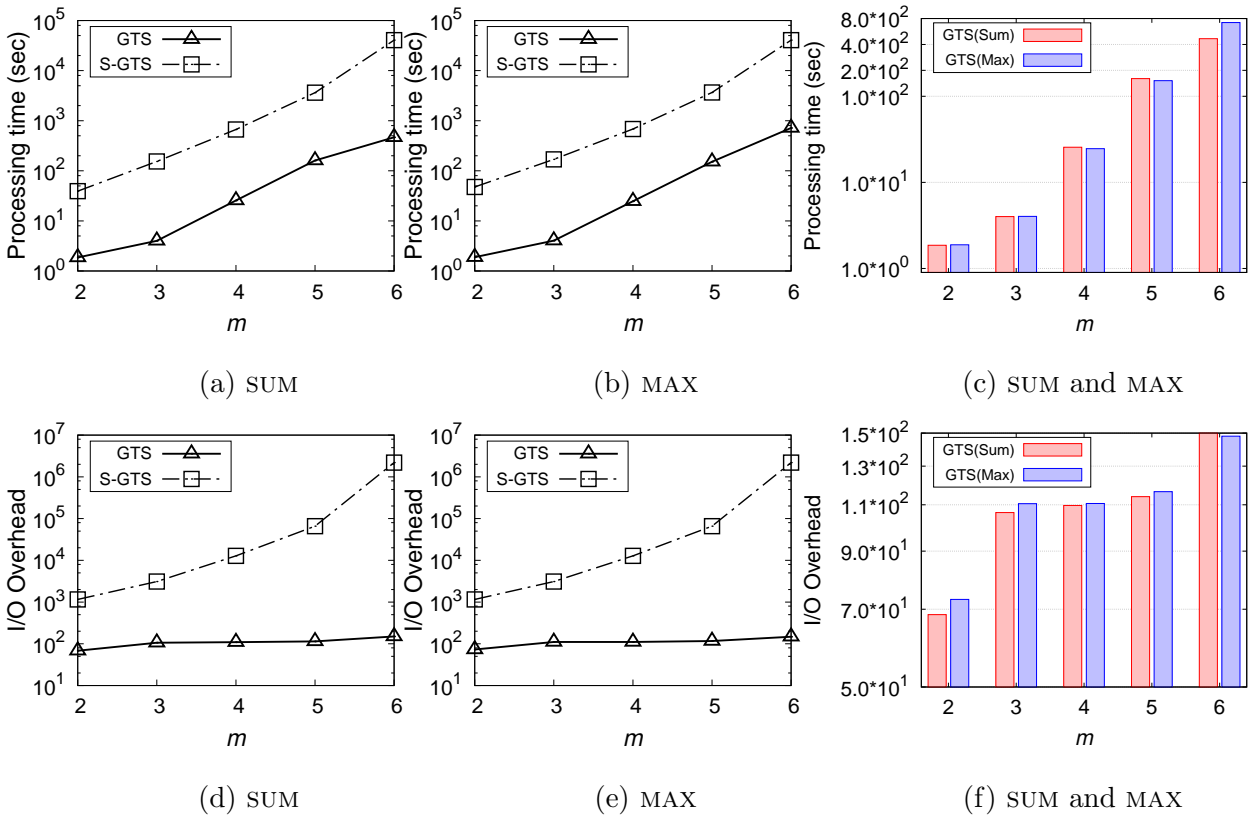 Processing time (sec)
10^5
10^4
10^3
10^2
10^1
10^0
GTS
S-GTS
2 3 4 5 6
m
(a) SUM
Processing time (sec)
10^5
10^4
10^3
10^2
10^1
10^0
GTS
S-GTS
2 3 4 5 6
m
(b) MAX
Processing time (sec)
8.0*10^2
4.0*10^2
2.0*10^2
1.0*10^2
1.0*10^1
1.0*10^0
GTS(Sum)
GTS(Max)
2 3 4 5 6
m
(c) SUM and MAX
I/O Overhead
10^7
10^6
10^5
10^4
10^3
10^2
10^1
GTS
S-GTS
2 3 4 5 6
m
(d) SUM
I/O Overhead
10^7
10^6
10^5
10^4
10^3
10^2
10^1
GTS
S-GTS
2 3 4 5 6
m
(e) MAX
I/O Overhead
1.5*10^2
1.3*10^2
1.1*10^2
9.0*10^1
7.0*10^1
5.0*10^1
GTS(Sum)
GTS(Max)
2 3 4 5 6
m
(f) SUM and MAX